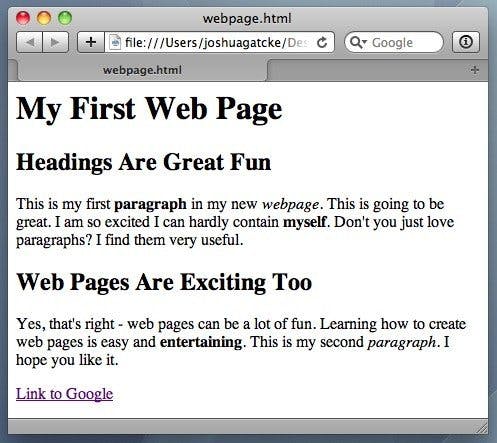 webpage.html
file:///Users/joshuagatcke/Des
Google
webpage.html
My First Web Page
Headings Are Great Fun
This is my first paragraph in my new webpage. This is going to be
great. I am so excited I can hardly contain myself. Don't you just love
paragraphs? I find them very useful.
Web Pages Are Exciting Too
Yes, that's right - web pages can be a lot of fun. Learning how to create
web pages is easy and entertaining. This is my second paragraph. I
hope you like it.
Link to Google